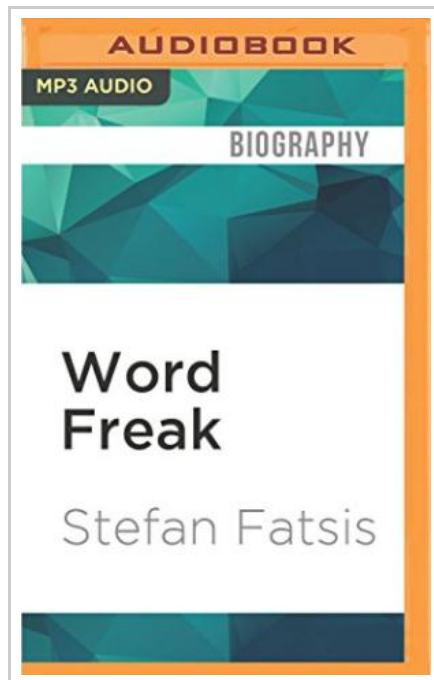 AUDIOBOOK
MP3 AUDIO
BIOGRAPHY
Word
Freak
Stefan Fatsis